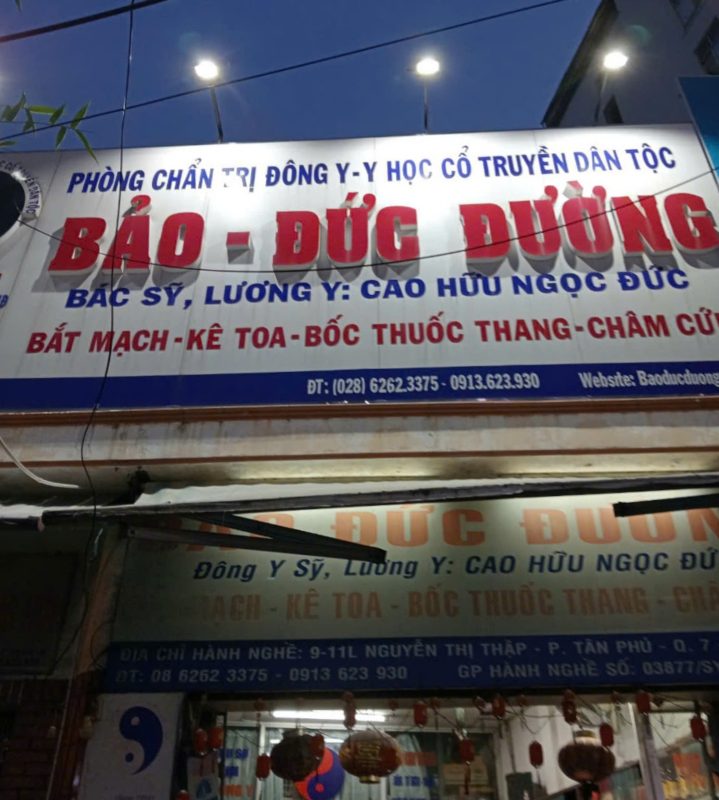 PHÒNG CHẨN TRỊ ĐÔNG Y-Y HỌC CỔ TRUYỀN DÂN TỘC
BẢO - ĐỨC ĐƯỜNG
BÁC SỸ, LƯƠNG Y: CAO HỮU NGỌC ĐỨC
BẮT MẠCH-KÊ TOA-BỐC THUỐC THANG-CHÂM CỨU
ĐT: (028) 6262.3375 - 0913.623.930 Website: Baoducduong
ĐỨC ĐƯỜN
Đông Y Sỹ, Lương Y: CAO HỮU NGỌC ĐỨ
MẠCH - KÊ TOA - BỐC THUỐC THANG - CH
ĐỊA CHỈ HÀNH NGHỀ: 9-11L NGUYỄN THỊ THẬP - P. TÂN PHÚ - Q. 7
ĐT: 08 6262 3375 - 0913 623 930 GP HÀNH NGHỀ SỐ: 03877/SY